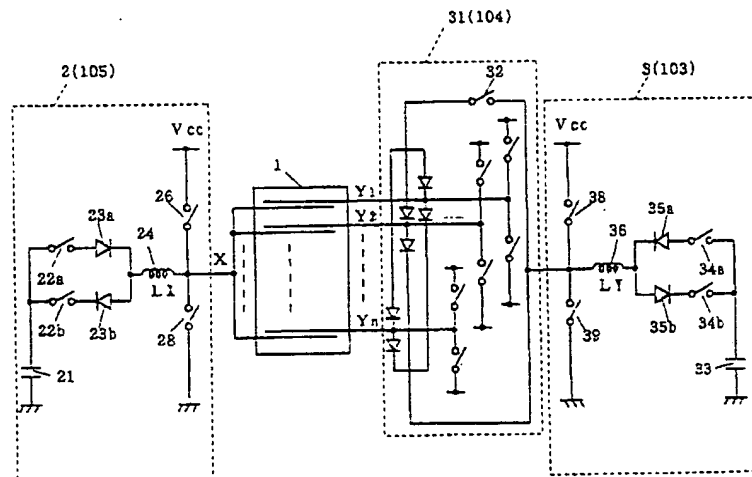 31(104)
2(105)
32
3(103)
Vcc
Vcc
1
Y1
26
38
23a
24
Y2
35a
36
X
22a
LX
LY
34a
22b
23b
28
Yn
39
35b
34b
21
33